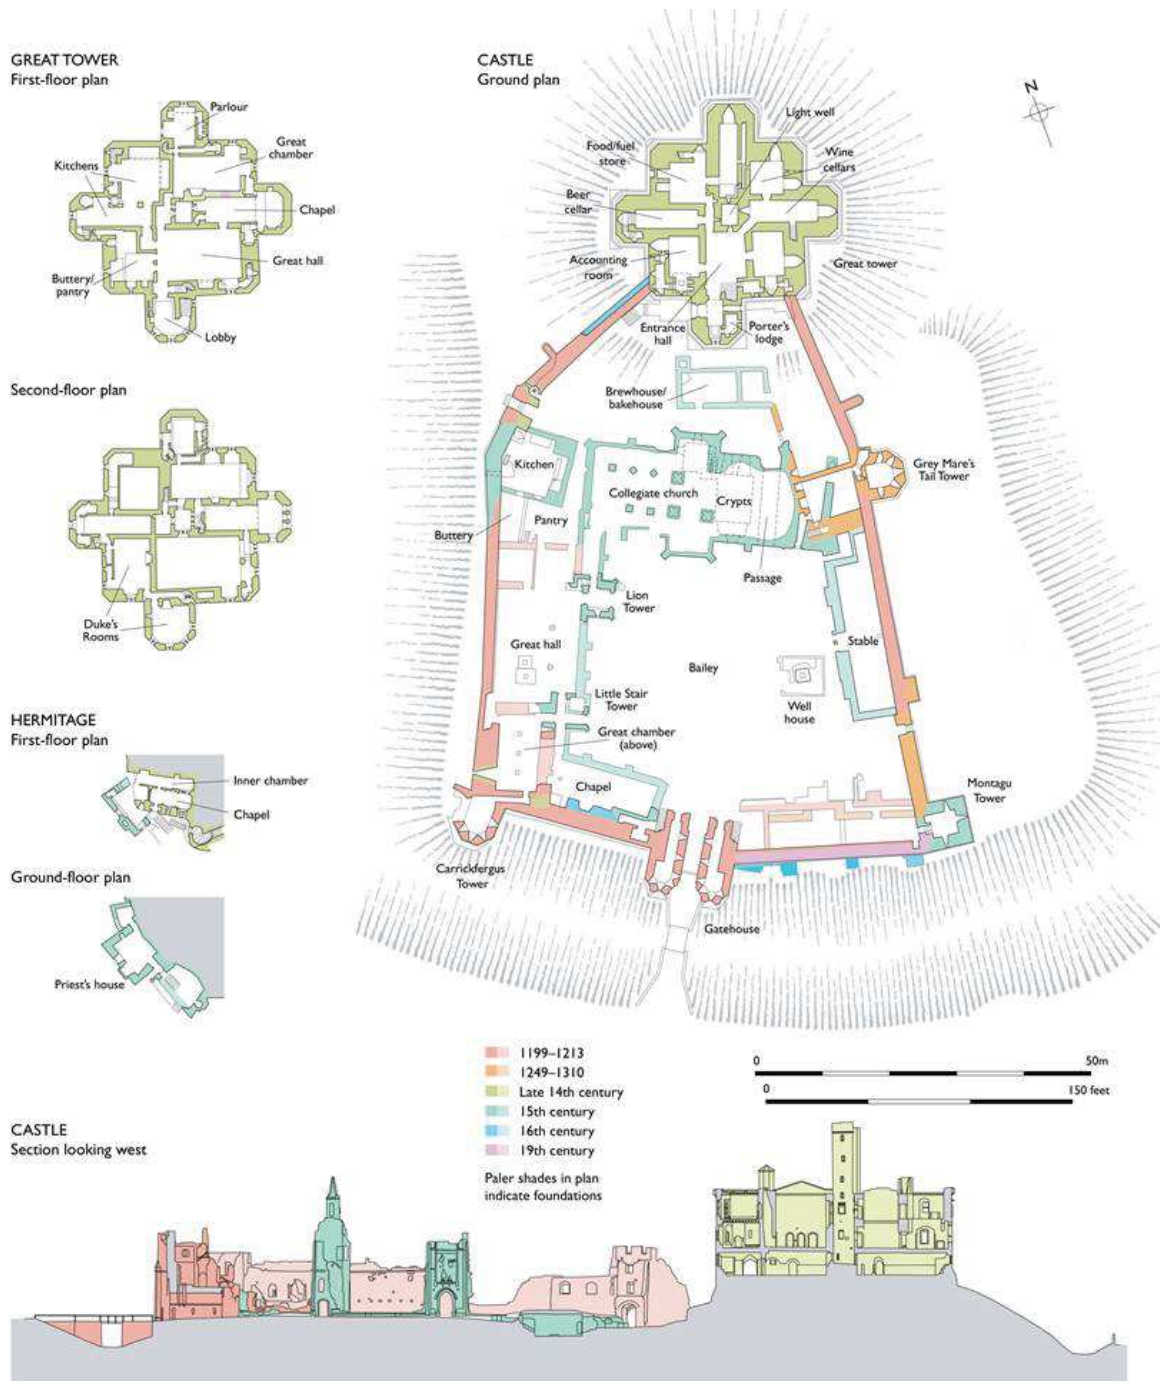 GREAT TOWER
First-floor plan
Parlour
Great
chamber
Kitchens
Chapel
Great hall
Buttery/
pantry
Lobby
Second-floor plan
Duke's
Rooms
HERMITAGE
First-floor plan
Inner chamber
Chapel
Ground-floor plan
Priest's house
CASTLE
Ground plan
N
Light well
Food/fuel
store
Wine
cellars
Beer
cellar
Accounting
room
Great tower
Entrance
hall
Porter's
lodge
Brewhouse/
bakehouse
Kitchen
Collegiate church
Crypts
Grey Mare's
Tail Tower
Buttery
Pantry
Passage
Lion
Tower
Great hall
Stable
Bailey
Little Stair
Tower
Well
house
Great chamber
(above)
Chapel
Montagu
Tower
Carrickfergus
Tower
Gatehouse
1199–1213
1249–1310
Late 14th century
15th century
16th century
19th century
Paler shades in plan
indicate foundations
0 50m
0 150 feet
CASTLE
Section looking west